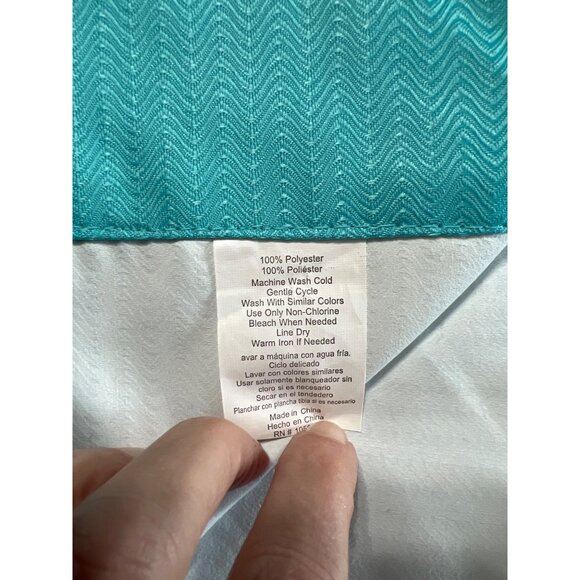 100% Polyester
100% Poliéster
Machine Wash Cold
Gentle Cycle
Wash With Similar Colors
Use Only Non-Chlorine
Bleach When Needed
Line Dry
Warm Iron If Needed
avar a máquina con agua fría.
Ciclo delicado
Lavar con colores similares
Usar solamente blanqueador sin
cloro si es necesario
Secar en el tendedero
Planchar con plancha tibia si es necesario
Made in China
Hecho en China
RN #